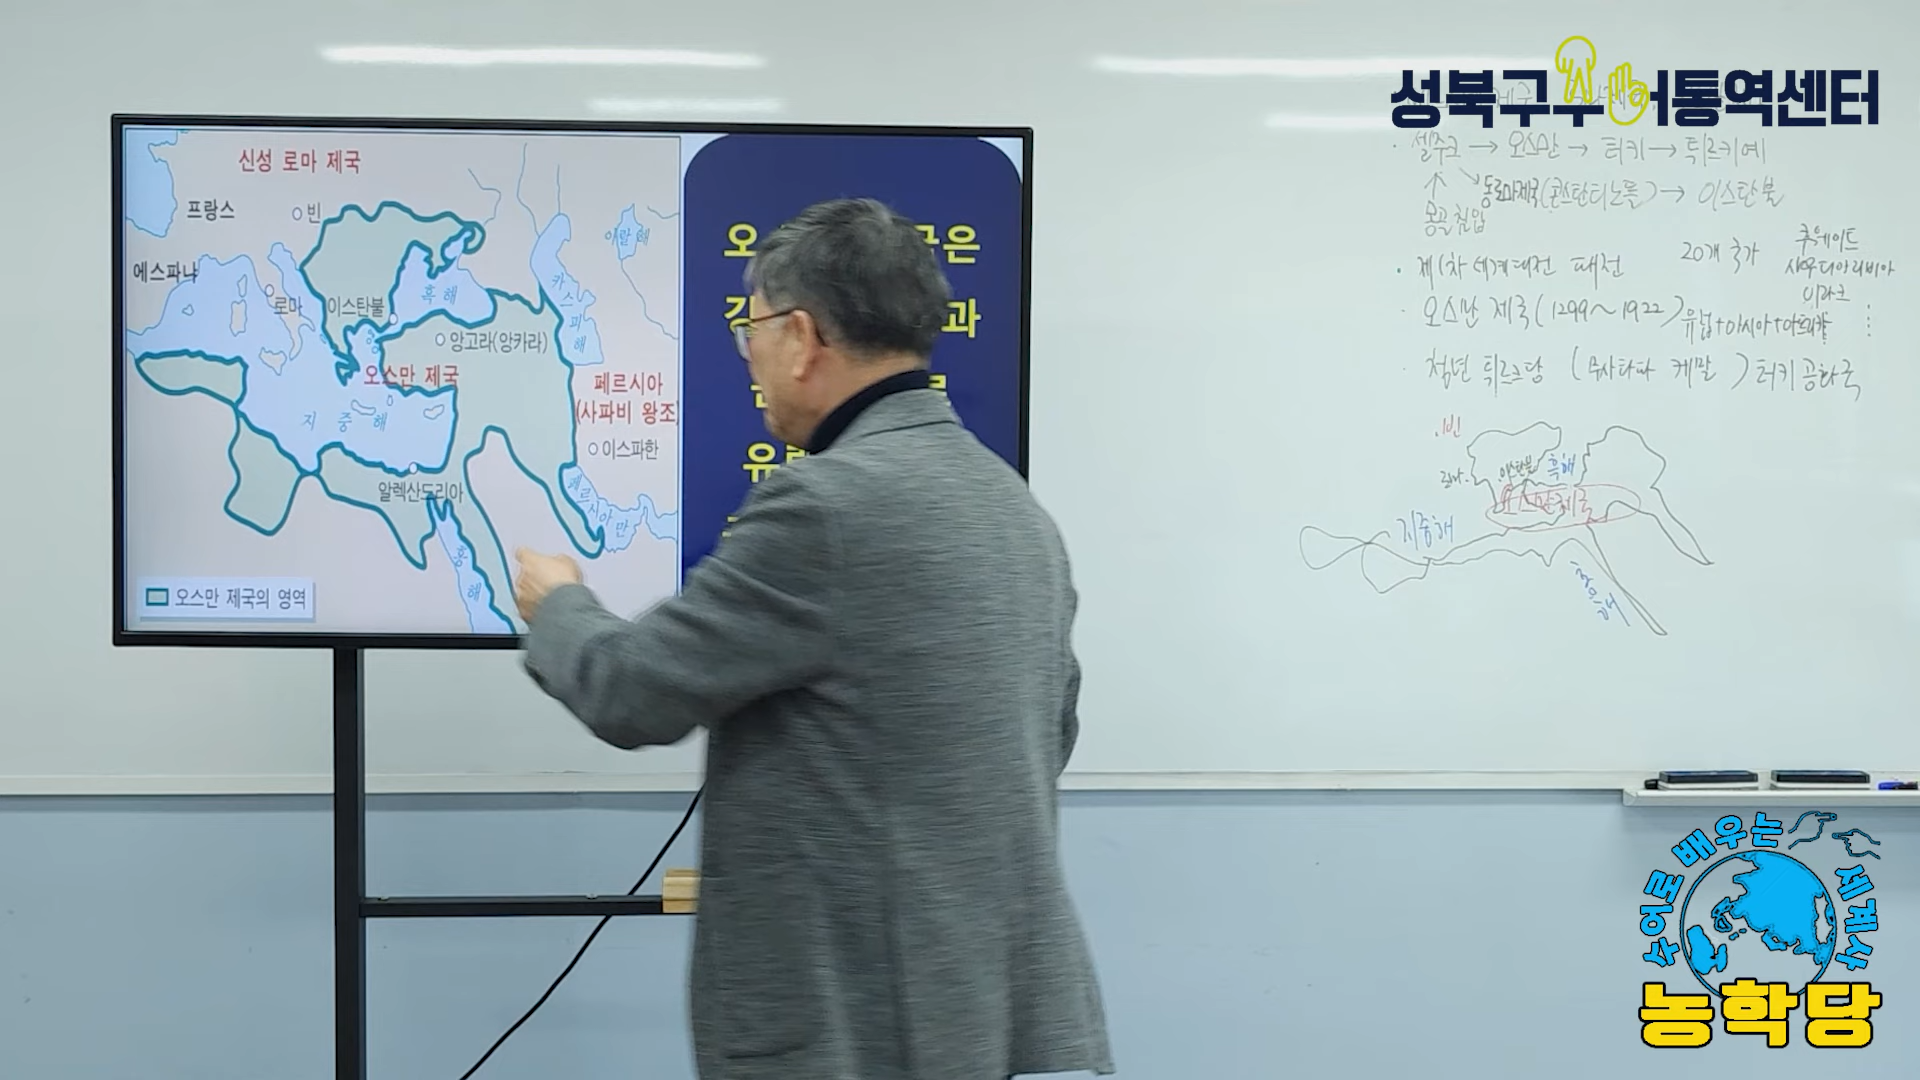 성북구수어통역센터
신성 로마 제국
프랑스
빈
아랄 해
에스파냐
카스피 해
로마
이스탄불
흑해
앙고라(앙카라)
오스만 제국
페르시아
(사파비 왕조)
지중해
이스파한
알렉산드리아
페르시아 만
홍해
오스만 제국의 영역
은
과
셀주크 → 오스만 → 터키 → 튀르키예
동로마제국(콘스탄티노플) → 이스탄불
몽골 침입
제1차 세계대전 패전
20개 국가
쿠웨이트
사우디아라비아
이라크
오스만 제국(1299~1922)
유럽+아시아+아프리카
청년 튀르크당 (무스타파 케말) 터키 공화국
빈
로마
이스탄불
흑해
오스만제국
지중해
홍해
수어로 배우는 세계사
농학당